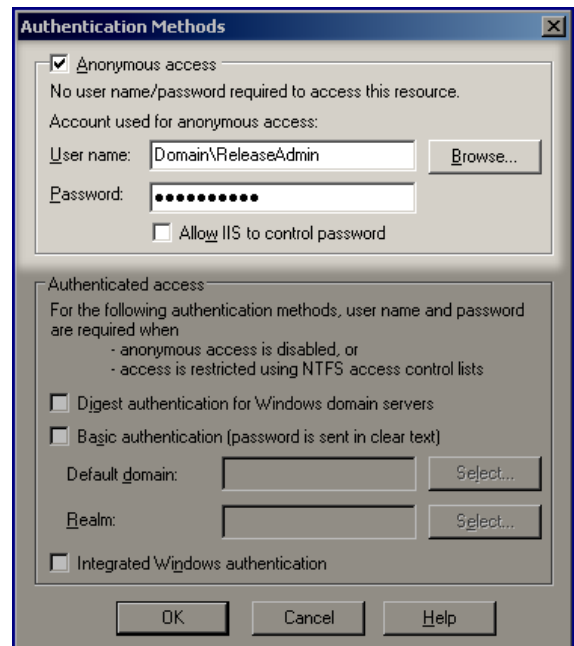 Authentication Methods
Anonymous access
No user name/password required to access this resource.
Account used for anonymous access:
User name: Domain\ReleaseAdmin Browse...
Password: ●●●●●●●●●●
Allow IIS to control password
Authenticated access
For the following authentication methods, user name and password
are required when
- anonymous access is disabled, or
- access is restricted using NTFS access control lists
Digest authentication for Windows domain servers
Basic authentication (password is sent in clear text)
Default domain: Select...
Realm: Select...
Integrated Windows authentication
OK Cancel Help